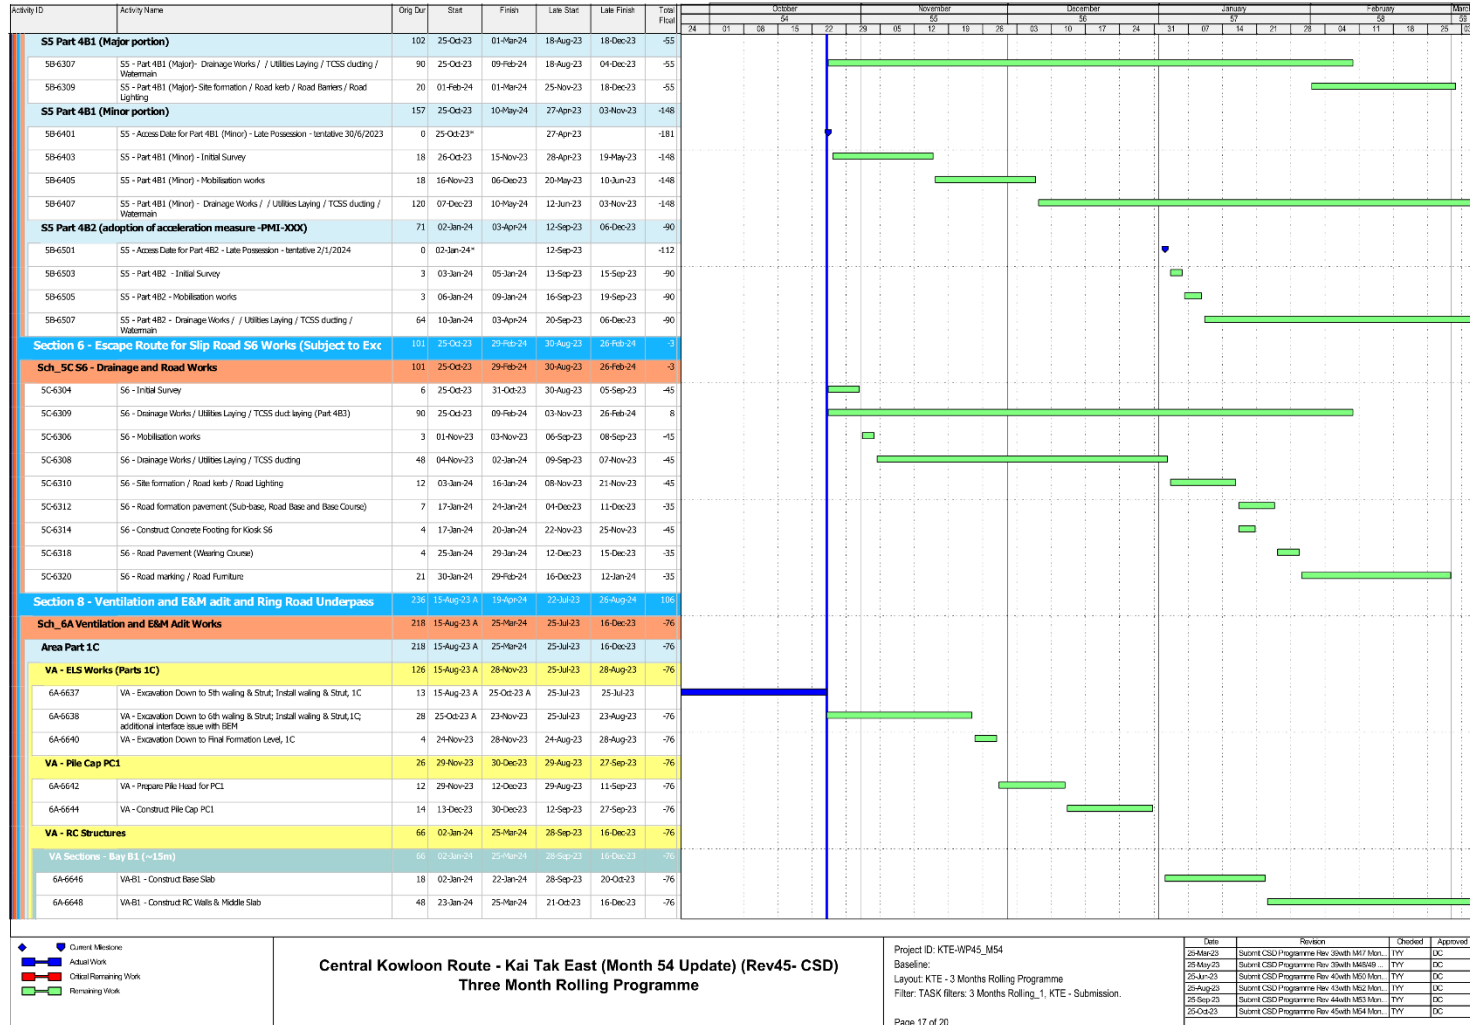 Activity ID Activity Name Orig Dur Start Finish Late Start Late Finish Total Float
October November December January February March
54 55 56 57 58 59
24 01 08 15 22 29 05 12 19 26 03 10 17 24 31 07 14 21 28 04 11 18 25 03
S5 Part 4B1 (Major portion) 102 25-Oct-23 01-Mar-24 18-Aug-23 18-Dec-23 -55
5B-6307 S5 - Part 4B1 (Major)- Drainage Works / / Utilities Laying / TCSS ducting / Watermain 90 25-Oct-23 09-Feb-24 18-Aug-23 04-Dec-23 -55
5B-6309 S5 - Part 4B1 (Major)- Site formation / Road kerb / Road Barriers / Road Lighting 20 01-Feb-24 01-Mar-24 25-Nov-23 18-Dec-23 -55
S5 Part 4B1 (Minor portion) 157 25-Oct-23 10-May-24 27-Apr-23 03-Nov-23 -148
5B-6401 S5 - Access Date for Part 4B1 (Minor) - Late Possession - tentative 30/6/2023 0 25-Oct-23* 27-Apr-23 -181
5B-6403 S5 - Part 4B1 (Minor) - Initial Survey 18 26-Oct-23 15-Nov-23 28-Apr-23 19-May-23 -148
5B-6405 S5 - Part 4B1 (Minor) - Mobilisation works 18 16-Nov-23 06-Dec-23 20-May-23 10-Jun-23 -148
5B-6407 S5 - Part 4B1 (Minor) - Drainage Works / / Utilities Laying / TCSS ducting / Watermain 120 07-Dec-23 10-May-24 12-Jun-23 03-Nov-23 -148
S5 Part 4B2 (adoption of acceleration measure -PMI-XXX) 71 02-Jan-24 03-Apr-24 12-Sep-23 06-Dec-23 -90
5B-6501 S5 - Access Date for Part 4B2 - Late Possession - tentative 2/1/2024 0 02-Jan-24* 12-Sep-23 -112
5B-6503 S5 - Part 4B2 - Initial Survey 3 03-Jan-24 05-Jan-24 13-Sep-23 15-Sep-23 -90
5B-6505 S5 - Part 4B2 - Mobilisation works 3 06-Jan-24 09-Jan-24 16-Sep-23 19-Sep-23 -90
5B-6507 S5 - Part 4B2 - Drainage Works / / Utilities Laying / TCSS ducting / Watermain 64 10-Jan-24 03-Apr-24 20-Sep-23 06-Dec-23 -90
Section 6 - Escape Route for Slip Road S6 Works (Subject to Exc 101 25-Oct-23 29-Feb-24 30-Aug-23 26-Feb-24 -3
Sch_5C S6 - Drainage and Road Works 101 25-Oct-23 29-Feb-24 30-Aug-23 26-Feb-24 -3
5C-6304 S6 - Initial Survey 6 25-Oct-23 31-Oct-23 30-Aug-23 05-Sep-23 -45
5C-6309 S6 - Drainage Works / Utilities Laying / TCSS duct laying (Part 4B3) 90 25-Oct-23 09-Feb-24 03-Nov-23 26-Feb-24 8
5C-6306 S6 - Mobilisation works 3 01-Nov-23 03-Nov-23 06-Sep-23 08-Sep-23 -45
5C-6308 S6 - Drainage Works / Utilities Laying / TCSS ducting 48 04-Nov-23 02-Jan-24 09-Sep-23 07-Nov-23 -45
5C-6310 S6 - Site formation / Road kerb / Road Lighting 12 03-Jan-24 16-Jan-24 08-Nov-23 21-Nov-23 -45
5C-6312 S6 - Road formation pavement (Sub-base, Road Base and Base Course) 7 17-Jan-24 24-Jan-24 04-Dec-23 11-Dec-23 -35
5C-6314 S6 - Construct Concrete Footing for Kiosk S6 4 17-Jan-24 20-Jan-24 22-Nov-23 25-Nov-23 -45
5C-6318 S6 - Road Pavement (Wearing Course) 4 25-Jan-24 29-Jan-24 12-Dec-23 15-Dec-23 -35
5C-6320 S6 - Road marking / Road Furniture 21 30-Jan-24 29-Feb-24 16-Dec-23 12-Jan-24 -35
Section 8 - Ventilation and E&M adit and Ring Road Underpass 236 15-Aug-23 A 19-Apr-24 22-Jul-23 26-Aug-24 106
Sch_6A Ventilation and E&M Adit Works 218 15-Aug-23 A 25-Mar-24 25-Jul-23 16-Dec-23 -76
Area Part 1C 218 15-Aug-23 A 25-Mar-24 25-Jul-23 16-Dec-23 -76
VA - ELS Works (Parts 1C) 126 15-Aug-23 A 28-Nov-23 25-Jul-23 28-Aug-23 -76
6A-6637 VA - Excavation Down to 5th waling & Strut; Install waling & Strut, 1C 13 15-Aug-23 A 25-Oct-23 A 25-Jul-23 25-Jul-23
6A-6638 VA - Excavation Down to 6th waling & Strut; Install waling & Strut,1C; additional interface issue with BEM 28 25-Oct-23 A 23-Nov-23 25-Jul-23 23-Aug-23 -76
6A-6640 VA - Excavation Down to Final Formation Level, 1C 4 24-Nov-23 28-Nov-23 24-Aug-23 28-Aug-23 -76
VA - Pile Cap PC1 26 29-Nov-23 30-Dec-23 29-Aug-23 27-Sep-23 -76
6A-6642 VA - Prepare Pile Head for PC1 12 29-Nov-23 12-Dec-23 29-Aug-23 11-Sep-23 -76
6A-6644 VA - Construct Pile Cap PC1 14 13-Dec-23 30-Dec-23 12-Sep-23 27-Sep-23 -76
VA - RC Structures 66 02-Jan-24 25-Mar-24 28-Sep-23 16-Dec-23 -76
VA Sections - Bay B1 (~15m) 66 02-Jan-24 25-Mar-24 28-Sep-23 16-Dec-23 -76
6A-6646 VA-B1 - Construct Base Slab 18 02-Jan-24 22-Jan-24 28-Sep-23 20-Oct-23 -76
6A-6648 VA-B1 - Construct RC Walls & Middle Slab 48 23-Jan-24 25-Mar-24 21-Oct-23 16-Dec-23 -76
Current Milestone
Actual Work
Critical Remaining Work
Remaining Work
Central Kowloon Route - Kai Tak East (Month 54 Update) (Rev45- CSD)
Three Month Rolling Programme
Project ID: KTE-WP45_M54
Baseline:
Layout: KTE - 3 Months Rolling Programme
Filter: TASK filters: 3 Months Rolling_1, KTE - Submission.
Page 17 of 20
Date Revision Checked Approved
25-Mar-23 Submit CSD Programme Rev 39with M47 Mon... TYY DC
25-May-23 Submit CSD Programme Rev 39with M48/49 ... TYY DC
25-Jun-23 Submit CSD Programme Rev 40with M50 Mon... TYY DC
25-Aug-23 Submit CSD Programme Rev 43with M52 Mon... TYY DC
25-Sep-23 Submit CSD Programme Rev 44with M53 Mon... TYY DC
25-Oct-23 Submit CSD Programme Rev 45with M54 Mon... TYY DC